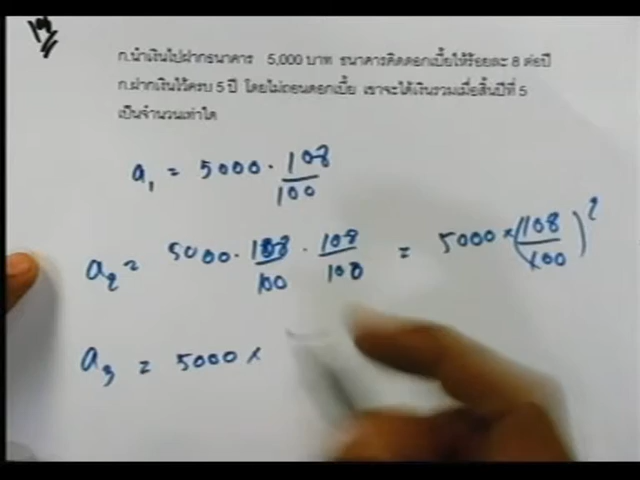 ก.นำเงินไปฝากธนาคาร 5,000 บาท ธนาคารคิดดอกเบี้ยให้ร้อยละ 8 ต่อปี
ก.ฝากเงินไว้ครบ 5 ปี โดยไม่ถอนดอกเบี้ย เขาจะได้เงินรวมเมื่อสิ้นปีที่ 5
เป็นจำนวนเท่าใด
a₁ = 5000 · 108/100
a₂ = 5000 · 108/100 · 108/100 = 5000 × (108/100)²
a₃ = 5000 ×